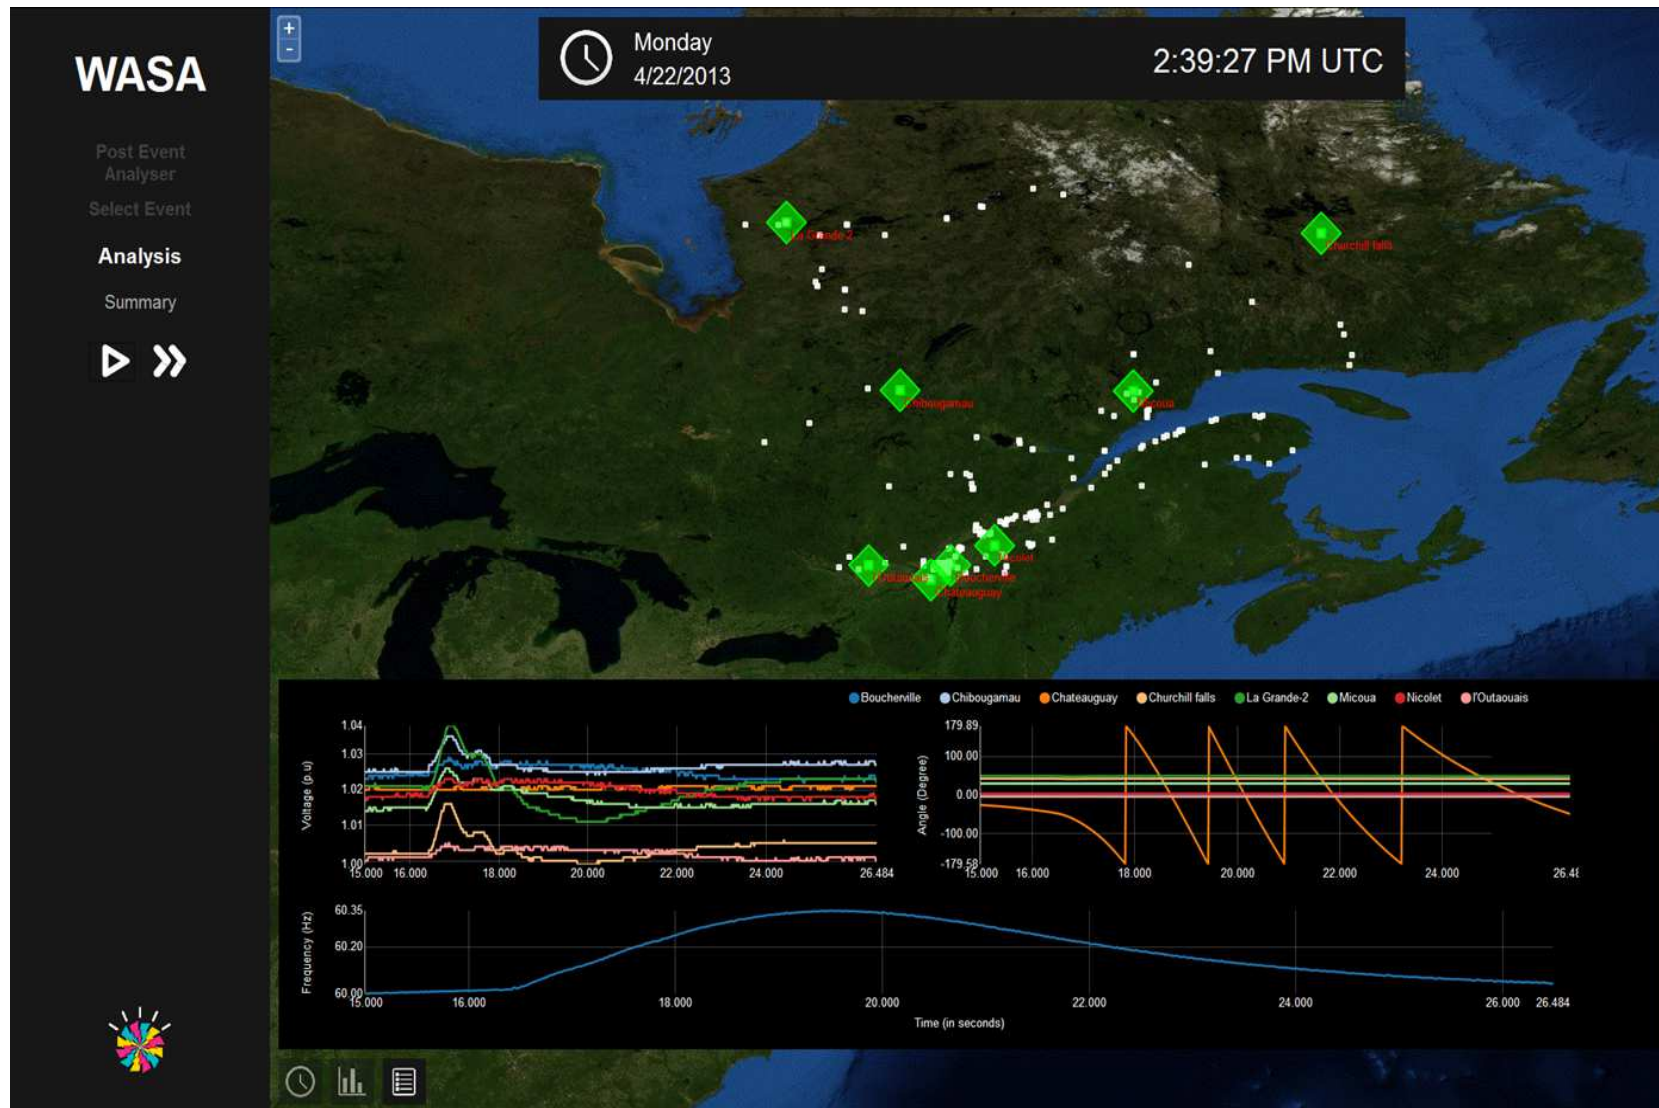 WASA
Post Event
Analyser
Select Event
Analysis
Summary
+
-
Monday
4/22/2013
2:39:27 PM UTC
La Grande-2
Churchill falls
Chibougamau
Micoua
Nicolet
l'Outaouais
Boucherville
Chateauguay
Boucherville Chibougamau Chateauguay Churchill falls La Grande-2 Micoua Nicolet l'Outaouais
Voltage (p.u)
1.04
1.03
1.02
1.01
1.00
15.000 16.000 18.000 20.000 22.000 24.000 26.484
Angle (Degree)
179.89
100.00
0.00
-100.00
-179.58
15.000 16.000 18.000 20.000 22.000 24.000 26.48
Frequency (Hz)
60.35
60.20
60.00
15.000 16.000 18.000 20.000 22.000 24.000 26.000 26.484
Time (in seconds)